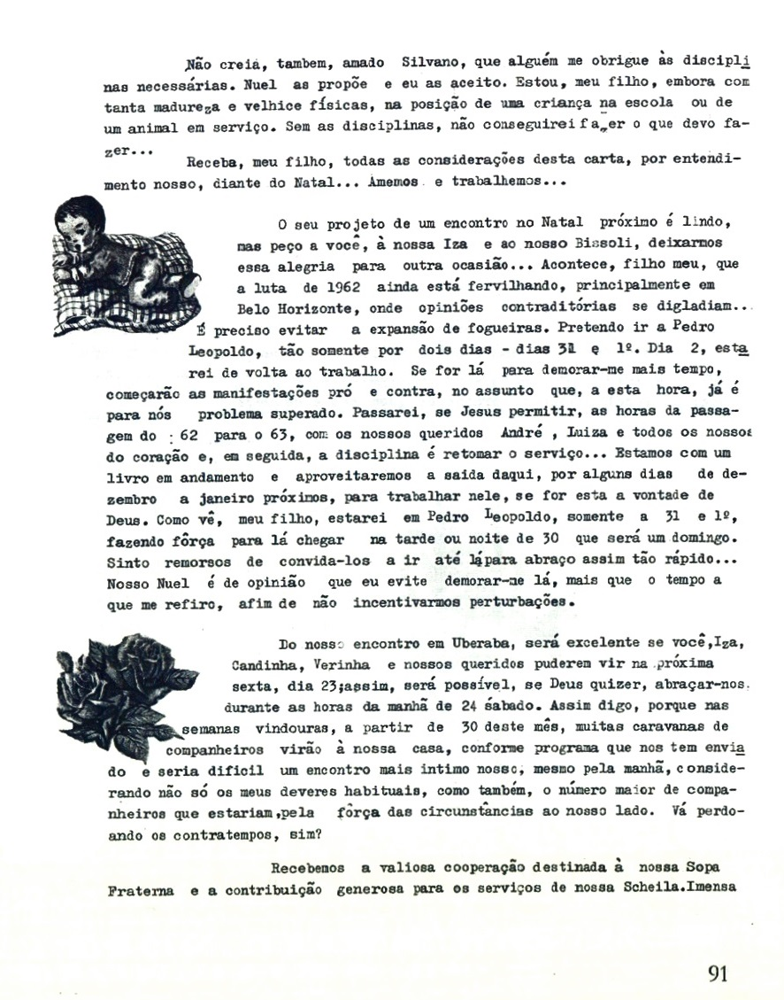 Não creia, tambem, amado Silvano, que alguém me obrigue às discipli
nas necessárias. Nuel as propõe e eu as aceito. Estou, meu filho, embora com
tanta madureza e velhice físicas, na posição de uma criança na escola ou de
um animal em serviço. Sem as disciplinas, não conseguirei fazer o que devo fa-
zer...
Receba, meu filho, todas as considerações desta carta, por entendi-
mento nosso, diante do Natal... Amemos e trabalhemos...
O seu projeto de um encontro no Natal próximo é lindo,
mas peço a você, à nossa Iza e ao nosso Bissoli, deixarmos
essa alegria para outra ocasião... Acontece, filho meu, que
a luta de 1962 ainda está fervilhando, principalmente em
Belo Horizonte, onde opiniões contraditórias se digladiam...
É preciso evitar a expansão de fogueiras. Pretendo ir a Pedro
Leopoldo, tão somente por dois dias - dias 31 e 1º. Dia 2, esta
rei de volta ao trabalho. Se for lá para demorar-me mais tempo,
começarão as manifestações pró e contra, no assunto que, a esta hora, já é
para nós problema superado. Passarei, se Jesus permitir, as horas da passa-
gem do : 62 para o 63, com os nossos queridos André , Luiza e todos os nossos
do coração e, em seguida, a disciplina é retomar o serviço... Estamos com um
livro em andamento e aproveitaremos a saida daqui, por alguns dias de de-
zembro a janeiro próximos, para trabalhar nele, se for esta a vontade de
Deus. Como vê, meu filho, estarei em Pedro Leopoldo, somente a 31 e 1º,
fazendo fôrça para lá chegar na tarde ou noite de 30 que será um domingo.
Sinto remorsos de convida-los a ir até lá para abraço assim tão rápido...
Nosso Nuel é de opinião que eu evite demorar-me lá, mais que o tempo a
que me refiro, afim de não incentivarmos perturbações.
Do nosso encontro em Uberaba, será excelente se você,Iza,
Candinha, Verinha e nossos queridos puderem vir na próxima
sexta, dia 23;assim, será possível, se Deus quizer, abraçar-nos.
durante as horas da manhã de 24 sábado. Assim digo, porque nas
semanas vindouras, a partir de 30 deste mês, muitas caravanas de
companheiros virão à nossa casa, conforme programa que nos tem envia
do e seria dificil um encontro mais intimo nosso, mesmo pela manhã, conside-
rando não só os meus deveres habituais, como também, o número maior de compa-
nheiros que estariam,pela fôrça das circunstâncias ao nosso lado. Vá perdo-
ando os contratempos, sim?
Recebemos a valiosa cooperação destinada à nossa Sopa
Fraterna e a contribuição generosa para os serviços de nossa Scheila.Imensa
91